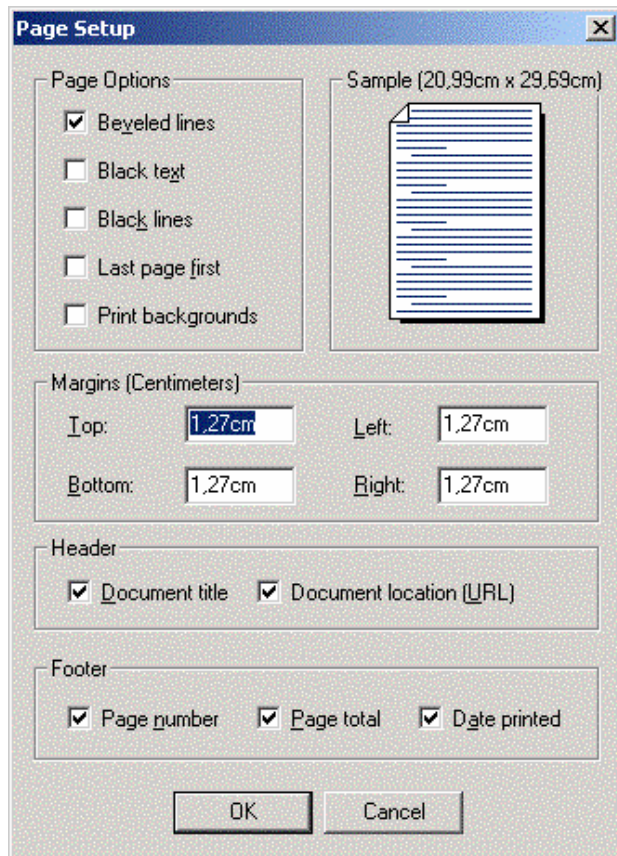 Page Setup
Page Options
Beveled lines
Black text
Black lines
Last page first
Print backgrounds
Sample (20,99cm x 29,69cm)
Margins (Centimeters)
Top: 1,27cm Left: 1,27cm
Bottom: 1,27cm Right: 1,27cm
Header
Document title Document location (URL)
Footer
Page number Page total Date printed
OK Cancel